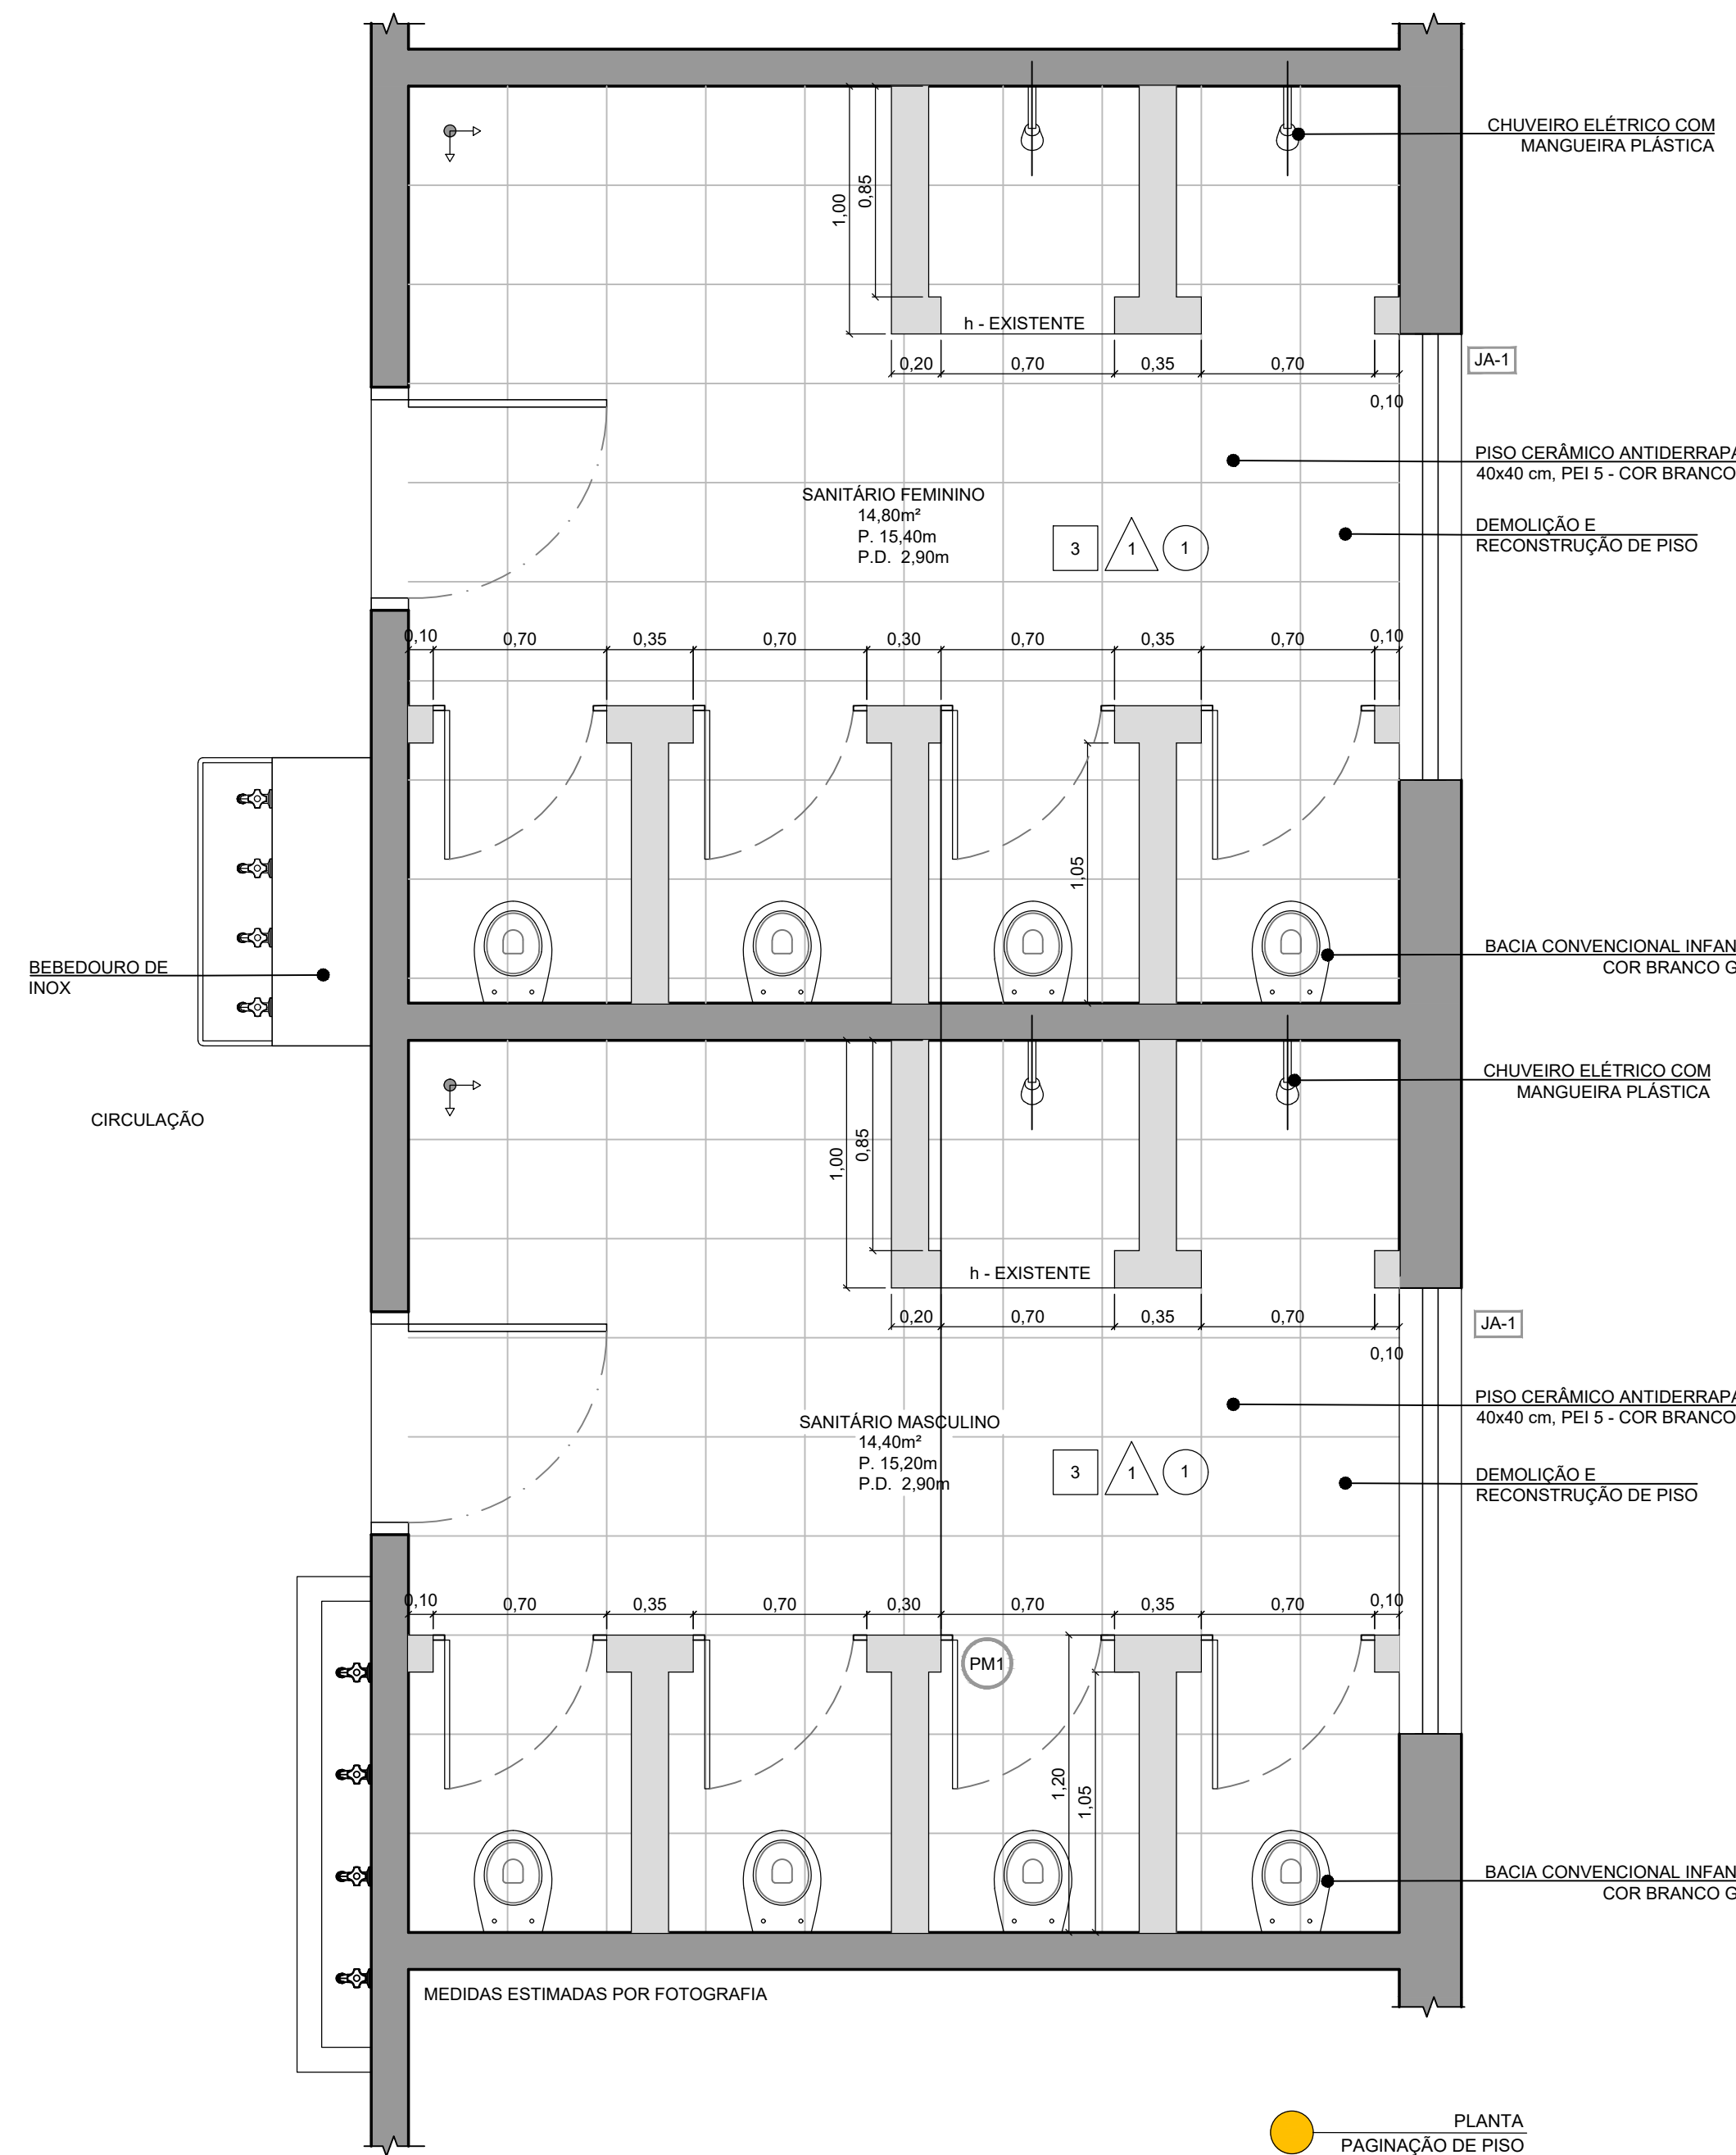 CHUVEIRO ELÉTRICO COM
MANGUEIRA PLÁSTICA
1,00
0,85
h - EXISTENTE
0,20
0,70
0,35
0,70
0,10
JA-1
PISO CERÂMICO ANTIDERRAPA
40x40 cm, PEI 5 - COR BRANCO
SANITÁRIO FEMININO
14,80m²
P. 15,40m
P.D. 2,90m
3
1
1
DEMOLIÇÃO E
RECONSTRUÇÃO DE PISO
0,10
0,70
0,35
0,70
0,30
0,70
0,35
0,70
0,10
1,05
BACIA CONVENCIONAL INFAN
COR BRANCO G
BEBEDOURO DE
INOX
CHUVEIRO ELÉTRICO COM
MANGUEIRA PLÁSTICA
CIRCULAÇÃO
1,00
0,85
h - EXISTENTE
0,20
0,70
0,35
0,70
0,10
JA-1
PISO CERÂMICO ANTIDERRAPA
40x40 cm, PEI 5 - COR BRANCO
SANITÁRIO MASCULINO
14,40m²
P. 15,20m
P.D. 2,90m
3
1
1
DEMOLIÇÃO E
RECONSTRUÇÃO DE PISO
0,10
0,70
0,35
0,70
0,30
0,70
0,35
0,70
0,10
PM1
1,20
1,05
BACIA CONVENCIONAL INFAN
COR BRANCO G
MEDIDAS ESTIMADAS POR FOTOGRAFIA
PLANTA
PAGINAÇÃO DE PISO